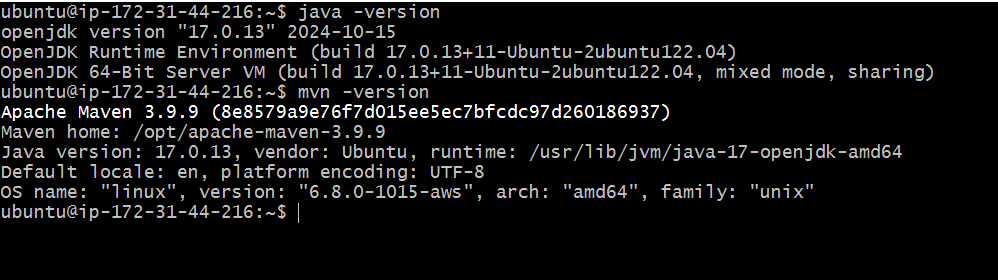 ubuntu@ip-172-31-44-216:~$ java -version
openjdk version "17.0.13" 2024-10-15
OpenJDK Runtime Environment (build 17.0.13+11-Ubuntu-2ubuntu122.04)
OpenJDK 64-Bit Server VM (build 17.0.13+11-Ubuntu-2ubuntu122.04, mixed mode, sharing)
ubuntu@ip-172-31-44-216:~$ mvn -version
Apache Maven 3.9.9 (8e8579a9e76f7d015ee5ec7bfcdc97d260186937)
Maven home: /opt/apache-maven-3.9.9
Java version: 17.0.13, vendor: Ubuntu, runtime: /usr/lib/jvm/java-17-openjdk-amd64
Default locale: en, platform encoding: UTF-8
OS name: "linux", version: "6.8.0-1015-aws", arch: "amd64", family: "unix"
ubuntu@ip-172-31-44-216:~$